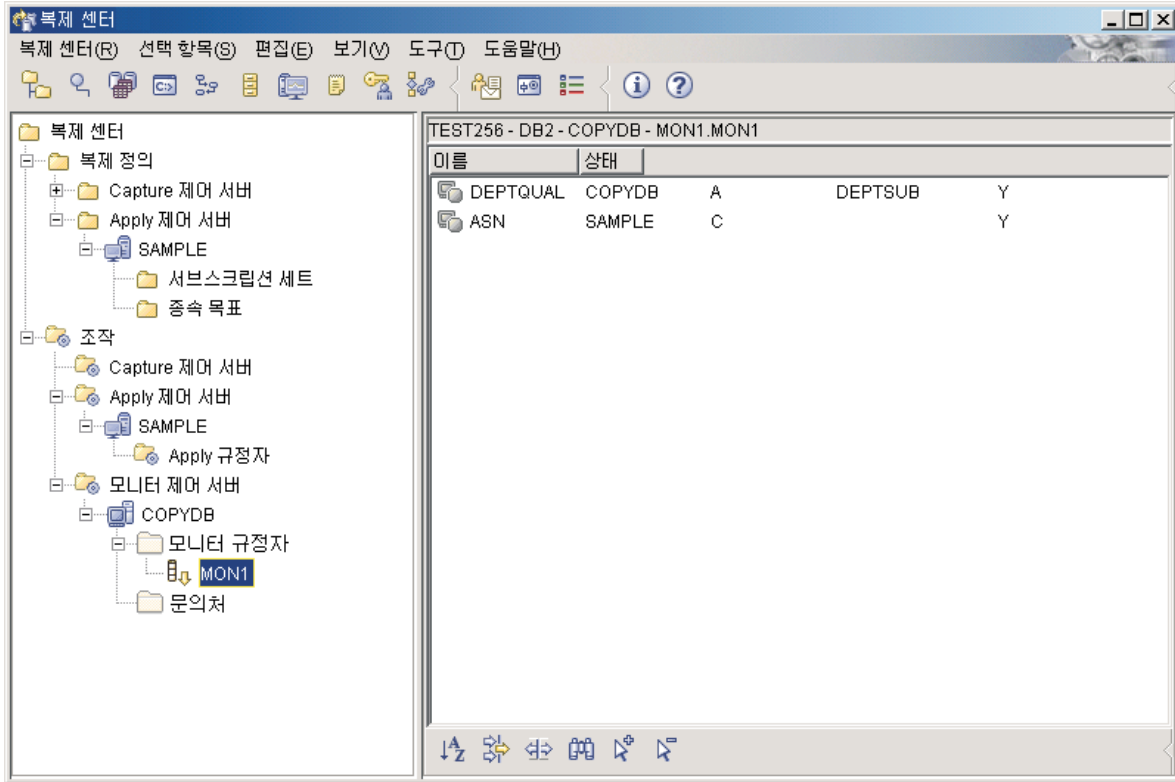 복제 센터
복제 센터(R) 선택 항목(S) 편집(E) 보기(V) 도구(T) 도움말(H)
복제 센터
복제 정의
Capture 제어 서버
Apply 제어 서버
SAMPLE
서브스크립션 세트
종속 목표
조작
Capture 제어 서버
Apply 제어 서버
SAMPLE
Apply 규정자
모니터 제어 서버
COPYDB
모니터 규정자
MON1
문의처
TEST256 - DB2 - COPYDB - MON1.MON1
이름 상태
DEPTQUAL COPYDB A DEPTSUB Y
ASN SAMPLE C Y